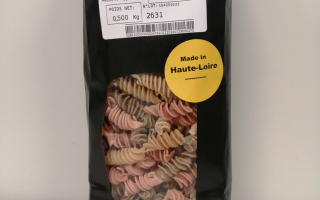 POIDS NET:
0,500 Kg
2631
Made in
Haute-Loire